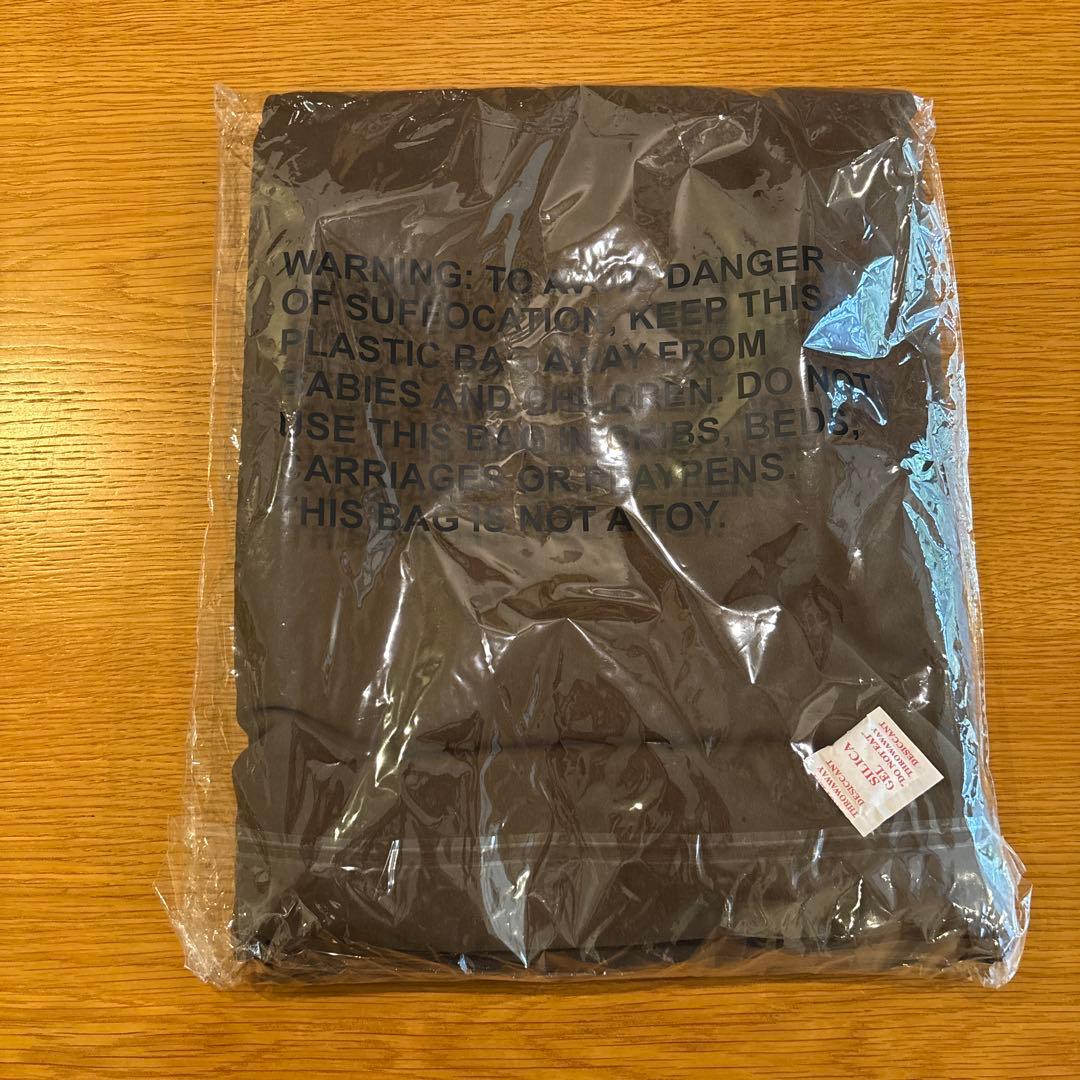 WARNING: TO AVOID DANGER
OF SUFFOCATION, KEEP THIS
PLASTIC BAG AWAY FROM
BABIES AND CHILDREN. DO NOT
USE THIS BAG IN CRIBS, BEDS,
CARRIAGES OR PLAYPENS.
THIS BAG IS NOT A TOY.
THROWAWAY
DESICCANT
SILICA
GEL
"DO NOT EAT"
THROWAWAY
DESICCANT